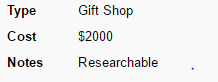 Type Gift Shop
Cost $2000
Notes Researchable